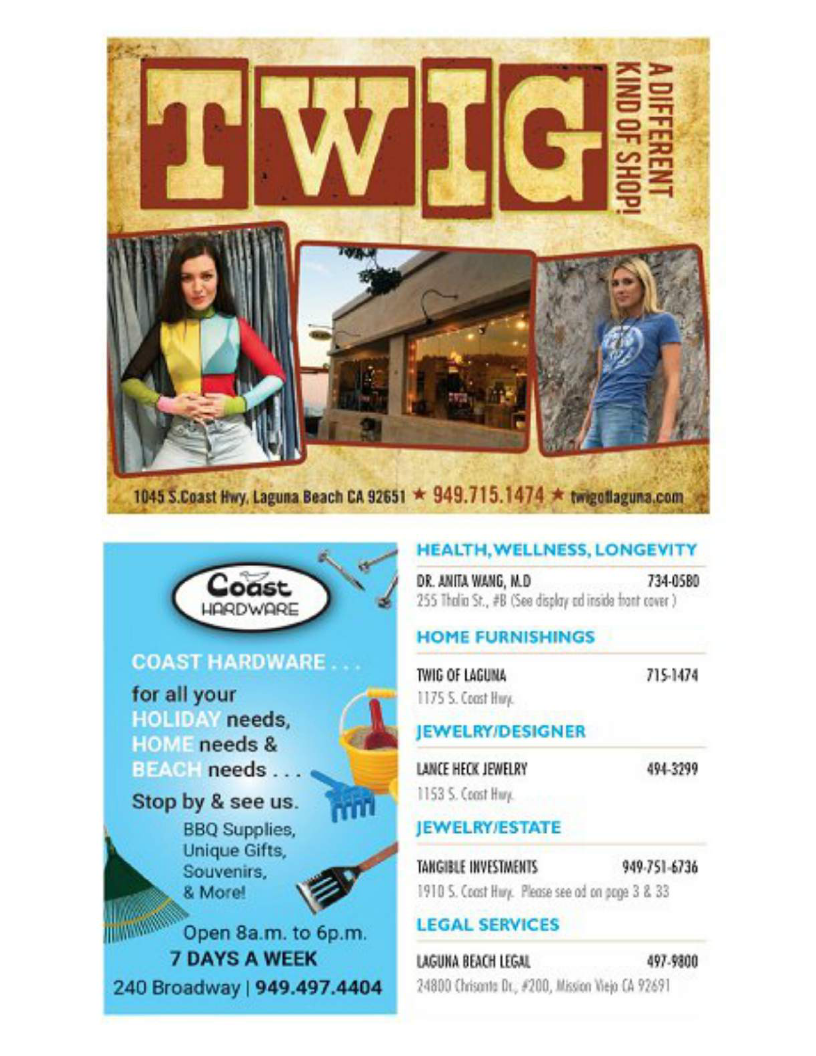 TWIG
A DIFFERENT
KIND OF SHOP!
1045 S.Coast Hwy, Laguna Beach CA 92651 ★ 949.715.1474 ★ twigoflaguna.com
Coast
HARDWARE
COAST HARDWARE . . .
for all your
HOLIDAY needs,
HOME needs &
BEACH needs . . .
Stop by & see us.
BBQ Supplies,
Unique Gifts,
Souvenirs,
& More!
Open 8a.m. to 6p.m.
7 DAYS A WEEK
240 Broadway | 949.497.4404
HEALTH, WELLNESS, LONGEVITY
DR. ANITA WANG, M.D 734-0580
255 Thalia St., #B (See display ad inside front cover )
HOME FURNISHINGS
TWIG OF LAGUNA 715-1474
1175 S. Coast Hwy.
JEWELRY/DESIGNER
LANCE HECK JEWELRY 494-3299
1153 S. Coast Hwy.
JEWELRY/ESTATE
TANGIBLE INVESTMENTS 949-751-6736
1910 S. Coast Hwy. Please see ad on page 3 & 33
LEGAL SERVICES
LAGUNA BEACH LEGAL 497-9800
24800 Chrisanta Dr., #200, Mission Viejo CA 92691